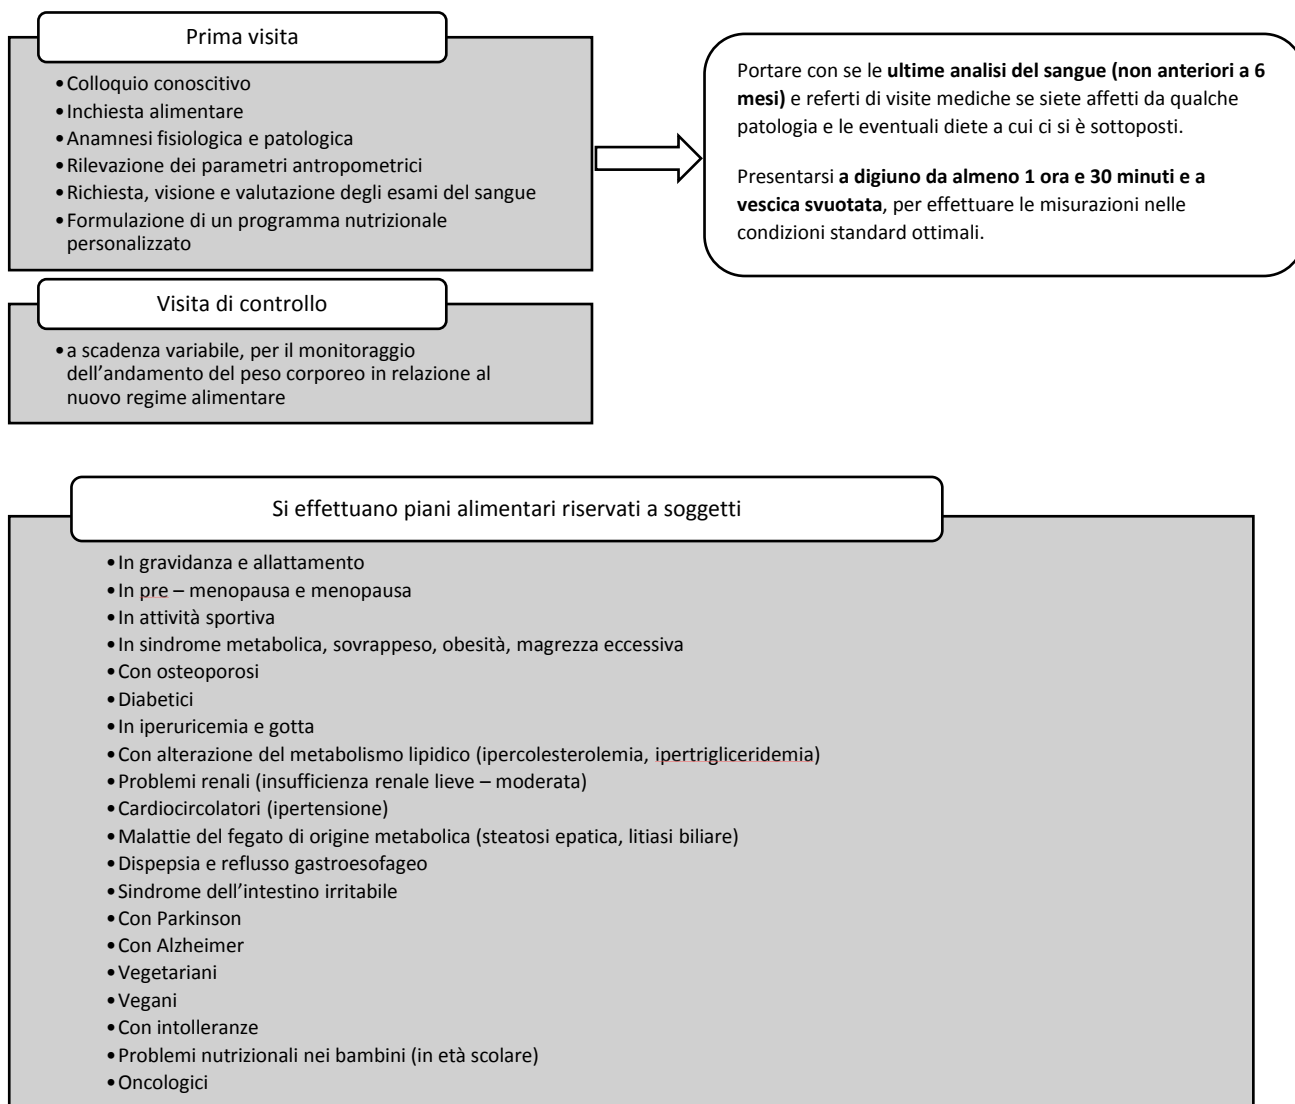 Prima visita
•Colloquio conoscitivo
•Inchiesta alimentare
•Anamnesi fisiologica e patologica
•Rilevazione dei parametri antropometrici
•Richiesta, visione e valutazione degli esami del sangue
•Formulazione di un programma nutrizionale
personalizzato
Portare con se le ultime analisi del sangue (non anteriori a 6
mesi) e referti di visite mediche se siete affetti da qualche
patologia e le eventuali diete a cui ci si è sottoposti.
Presentarsi a digiuno da almeno 1 ora e 30 minuti e a
vescica svuotata, per effettuare le misurazioni nelle
condizioni standard ottimali.
Visita di controllo
•a scadenza variabile, per il monitoraggio
dell’andamento del peso corporeo in relazione al
nuovo regime alimentare
Si effettuano piani alimentari riservati a soggetti
•In gravidanza e allattamento
•In pre – menopausa e menopausa
•In attività sportiva
•In sindrome metabolica, sovrappeso, obesità, magrezza eccessiva
•Con osteoporosi
•Diabetici
•In iperuricemia e gotta
•Con alterazione del metabolismo lipidico (ipercolesterolemia, ipertrigliceridemia)
•Problemi renali (insufficienza renale lieve – moderata)
•Cardiocircolatori (ipertensione)
•Malattie del fegato di origine metabolica (steatosi epatica, litiasi biliare)
•Dispepsia e reflusso gastroesofageo
•Sindrome dell’intestino irritabile
•Con Parkinson
•Con Alzheimer
•Vegetariani
•Vegani
•Con intolleranze
•Problemi nutrizionali nei bambini (in età scolare)
•Oncologici